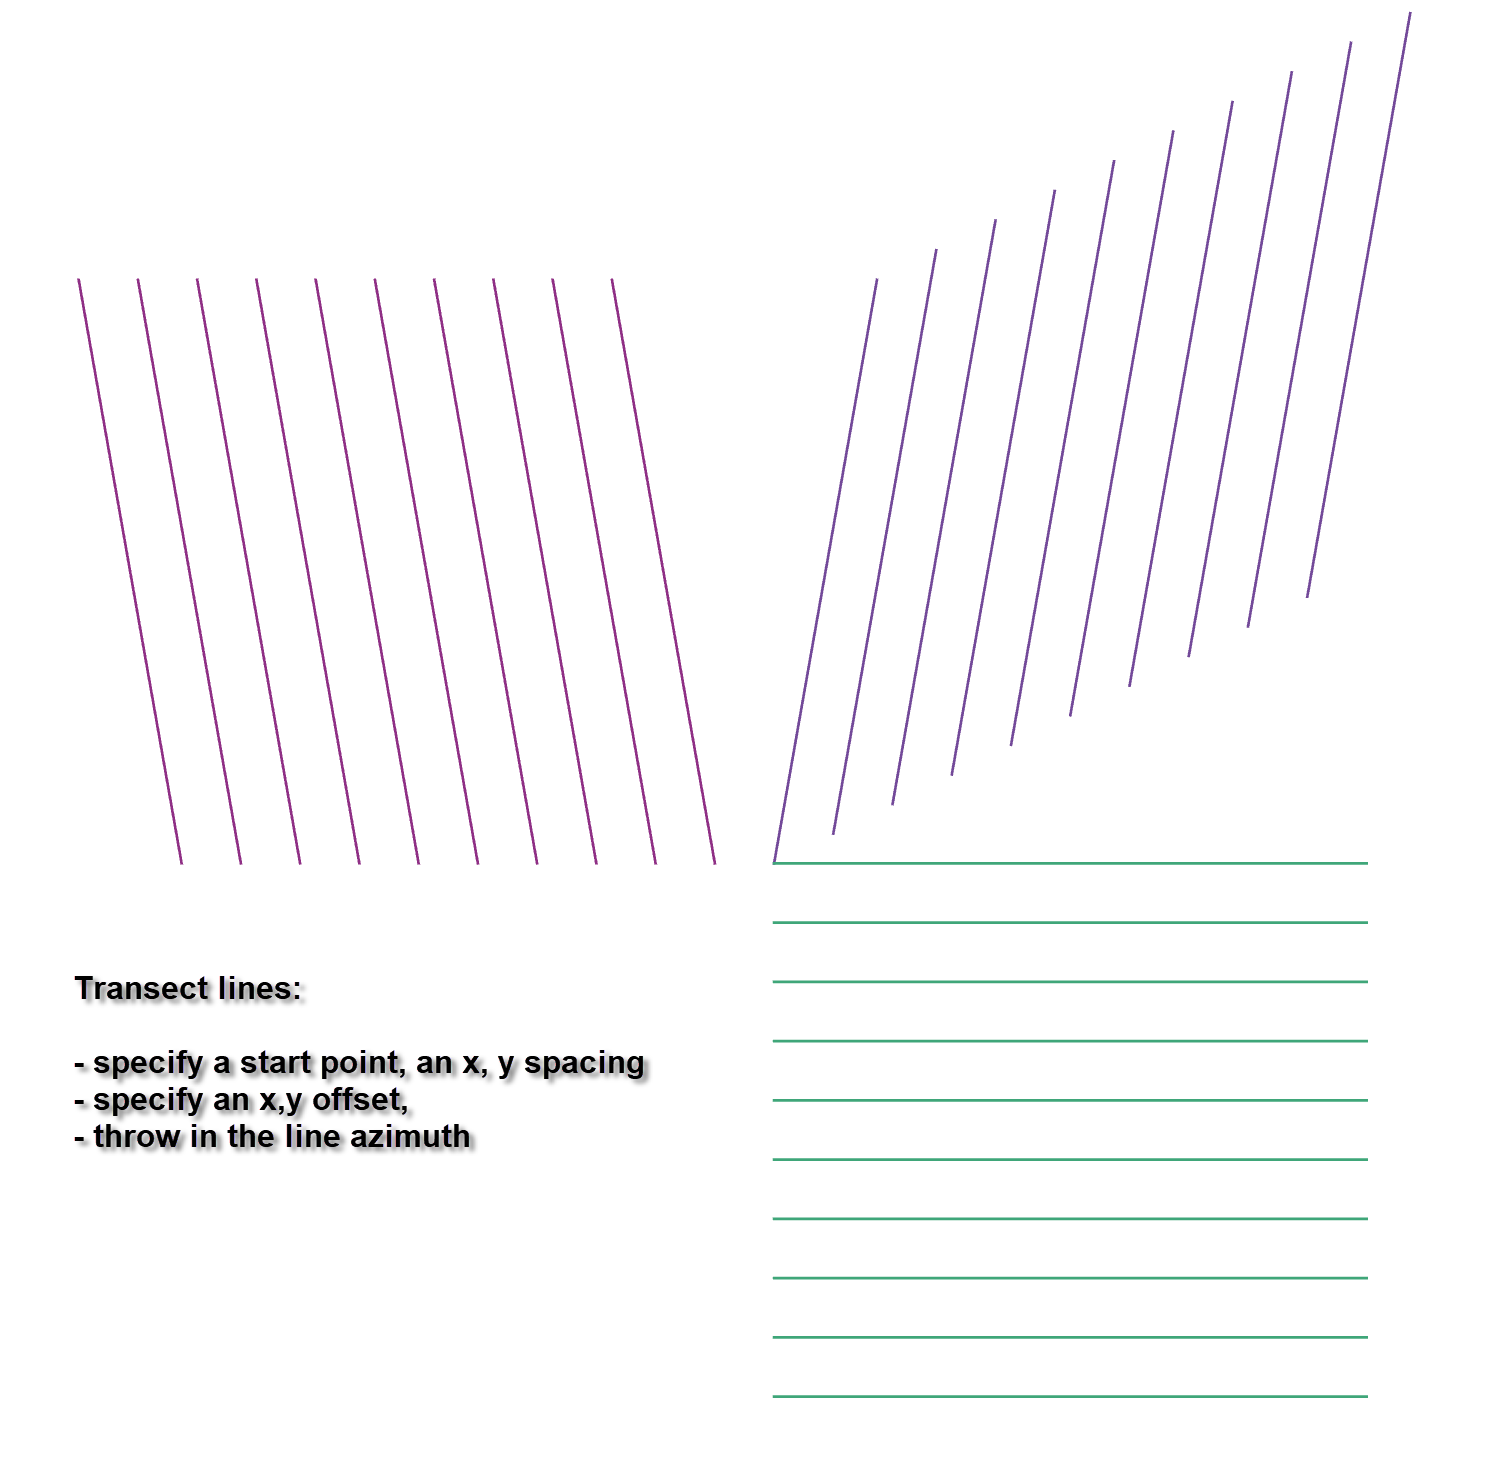 Transect lines:
- specify a start point, an x, y spacing
- specify an x,y offset,
- throw in the line azimuth